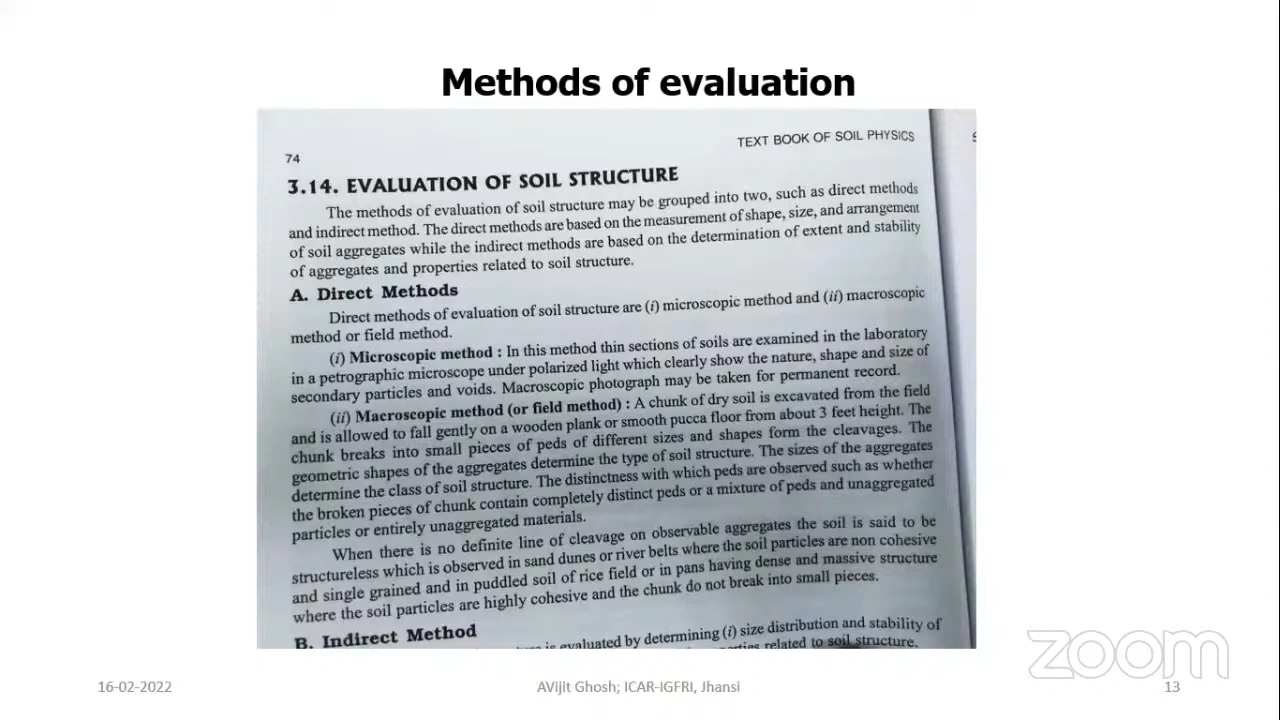 Methods of evaluation
74
TEXT BOOK OF SOIL PHYSICS
3.14. EVALUATION OF SOIL STRUCTURE
The methods of evaluation of soil structure may be grouped into two, such as direct methods
and indirect method. The direct methods are based on the measurement of shape, size, and arrangement
of soil aggregates while the indirect methods are based on the determination of extent and stability
of aggregates and properties related to soil structure.
A. Direct Methods
Direct methods of evaluation of soil structure are (i) microscopic method and (ii) macroscopic
method or field method.
(i) Microscopic method : In this method thin sections of soils are examined in the laboratory
in a petrographic microscope under polarized light which clearly show the nature, shape and size of
secondary particles and voids. Macroscopic photograph may be taken for permanent record.
(ii) Macroscopic method (or field method) : A chunk of dry soil is excavated from the field
and is allowed to fall gently on a wooden plank or smooth pucca floor from about 3 feet height. The
chunk breaks into small pieces of peds of different sizes and shapes form the cleavages. The
geometric shapes of the aggregates determine the type of soil structure. The sizes of the aggregates
determine the class of soil structure. The distinctness with which peds are observed such as whether
the broken pieces of chunk contain completely distinct peds or a mixture of peds and unaggregated
particles or entirely unaggregated materials.
When there is no definite line of cleavage on observable aggregates the soil is said to be
structureless which is observed in sand dunes or river belts where the soil particles are non cohesive
and single grained and in puddled soil of rice field or in pans having dense and massive structure
where the soil particles are highly cohesive and the chunk do not break into small pieces.
B. Indirect Method
is evaluated by determining (i) size distribution and stability of
related to soil structure.
zoom
16-02-2022
AVijit Ghosh; ICAR-IGFRI, Jhansi
13